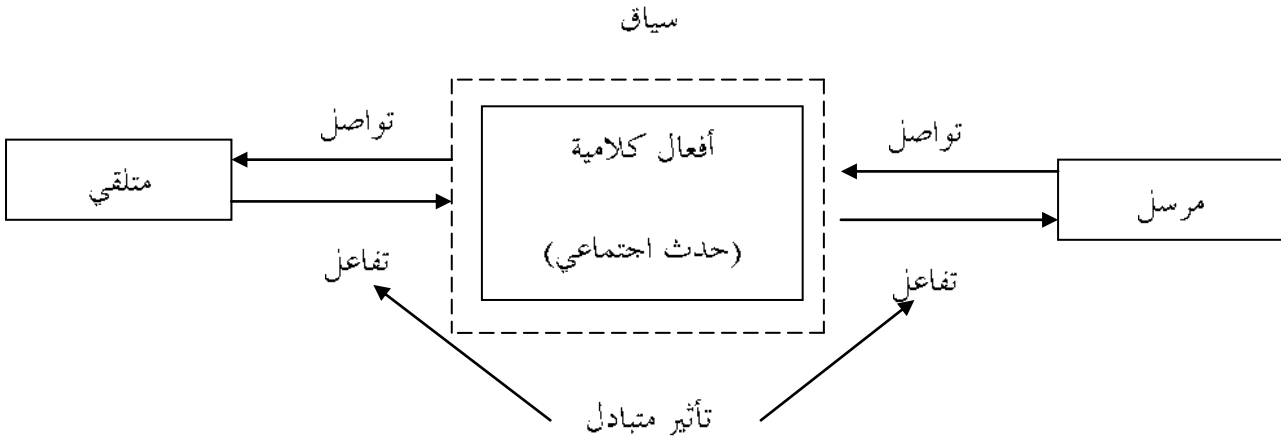 سياق
تواصل
تواصل
أفعال كلامية
مرسل
متلقي
(حدث اجتماعي)
تفاعل
تفاعل
تأثير متبادل